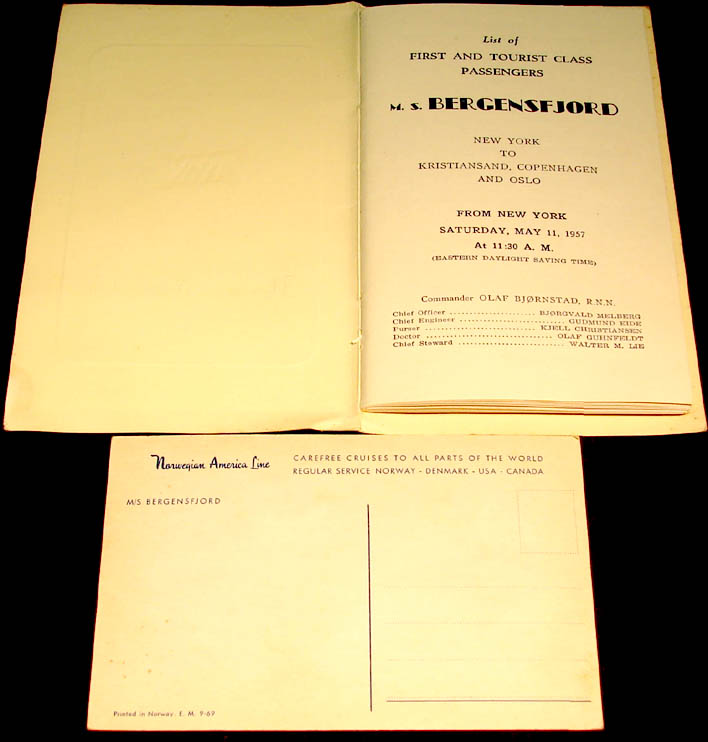 List of
FIRST AND TOURIST CLASS
PASSENGERS
M. S. BERGENSFJORD
NEW YORK
TO
KRISTIANSAND, COPENHAGEN
AND OSLO
FROM NEW YORK
SATURDAY, MAY 11, 1957
At 11:30 A. M.
(EASTERN DAYLIGHT SAVING TIME)
Commander OLAF BJØRNSTAD, R.N.N.
Chief Officer ...................... BJØRGVALD MELBERG
Chief Engineer ............................ GUDMUND EIDE
Purser ............................ KJELL CHRISTIANSEN
Doctor .................................. OLAF GUHNFELDT
Chief Steward ............................ WALTER M. LIE
Norwegian America Line
CAREFREE CRUISES TO ALL PARTS OF THE WORLD
REGULAR SERVICE NORWAY - DENMARK - USA - CANADA
M/S BERGENSFJORD
Printed in Norway. E. M. 9-69